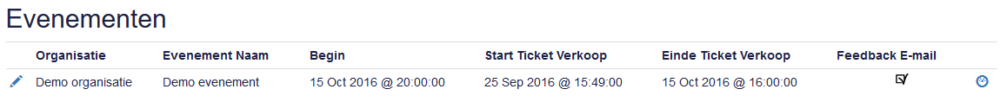 Evenementen
Organisatie Evenement Naam Begin Start Ticket Verkoop Einde Ticket Verkoop Feedback E-mail
Demo organisatie Demo evenement 15 Oct 2016 @ 20:00:00 25 Sep 2016 @ 15:49:00 15 Oct 2016 @ 16:00:00